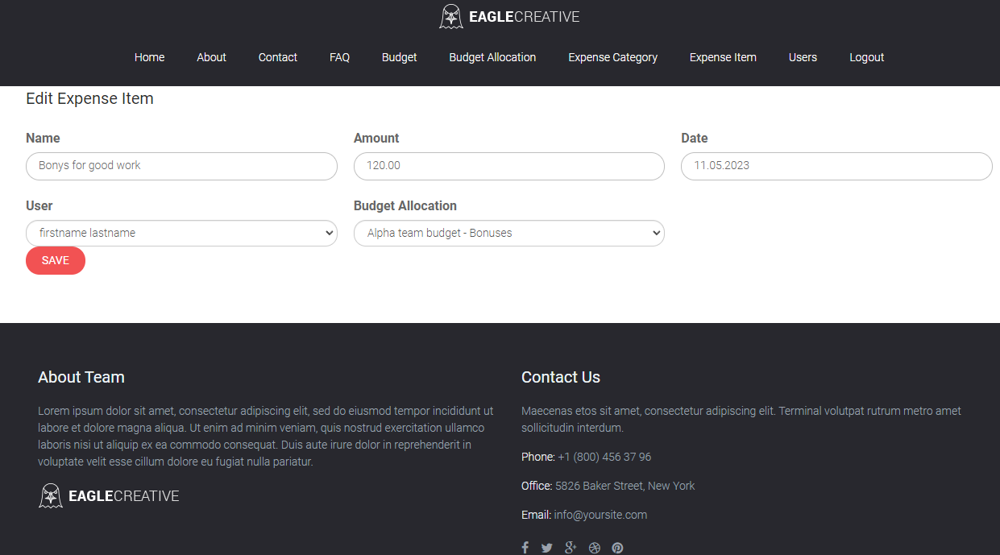 EAGLECREATIVE
Home About Contact FAQ Budget Budget Allocation Expense Category Expense Item Users Logout
Edit Expense Item
Name Amount Date
Bonys for good work 120.00 11.05.2023
User Budget Allocation
firstname lastname Alpha team budget - Bonuses
SAVE
About Team
Lorem ipsum dolor sit amet, consectetur adipiscing elit, sed do eiusmod tempor incididunt ut
labore et dolore magna aliqua. Ut enim ad minim veniam, quis nostrud exercitation ullamco
laboris nisi ut aliquip ex ea commodo consequat. Duis aute irure dolor in reprehenderit in
voluptate velit esse cillum dolore eu fugiat nulla pariatur.
EAGLECREATIVE
Contact Us
Maecenas etos sit amet, consectetur adipiscing elit. Terminal volutpat rutrum metro amet
sollicitudin interdum.
Phone: +1 (800) 456 37 96
Office: 5826 Baker Street, New York
Email: info@yoursite.com